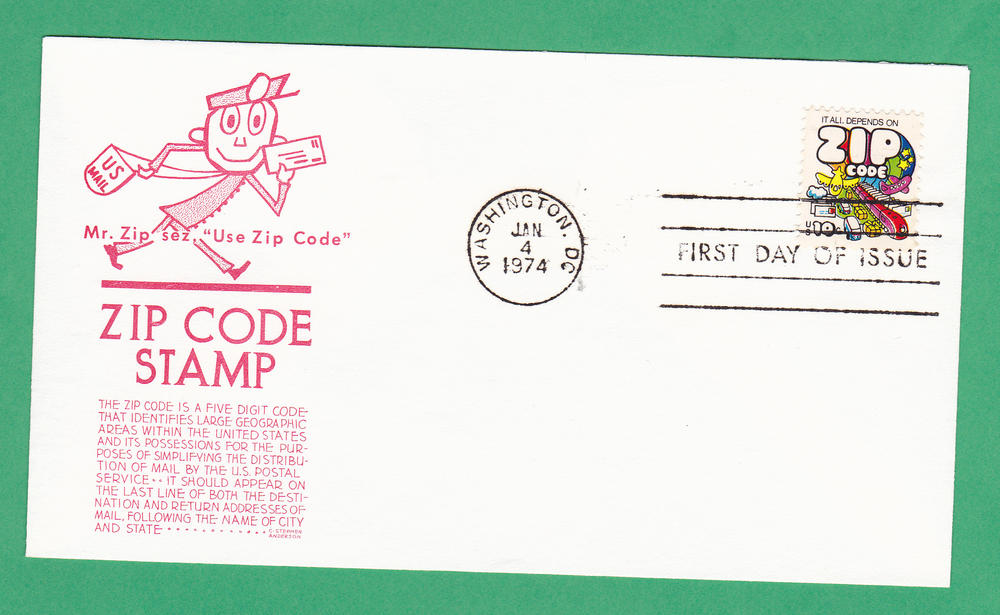 US
MAIL
Mr. Zip sez, "Use Zip Code"
ZIP CODE
STAMP
THE ZIP CODE IS A FIVE DIGIT CODE
THAT IDENTIFIES LARGE GEOGRAPHIC
AREAS WITHIN THE UNITED STATES
AND ITS POSSESSIONS FOR THE PUR-
POSES OF SIMPLIFYING THE DISTRIBU-
TION OF MAIL BY THE U.S. POSTAL
SERVICE·· IT SHOULD APPEAR ON
THE LAST LINE OF BOTH THE DESTI-
NATION AND RETURN ADDRESSES OF
MAIL, FOLLOWING THE NAME OF CITY
AND STATE············
C. STEPHEN
ANDERSON
WASHINGTON, DC
JAN
4
1974
IT ALL DEPENDS ON
ZIP
CODE
US 10c
FIRST DAY OF ISSUE